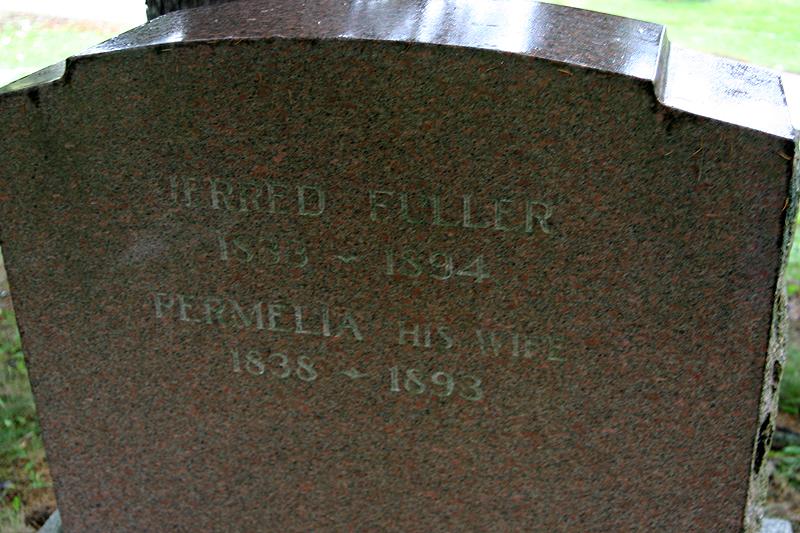 JERRED FULLER
1833 - 1894
PERMELIA HIS WIFE
1838 - 1893